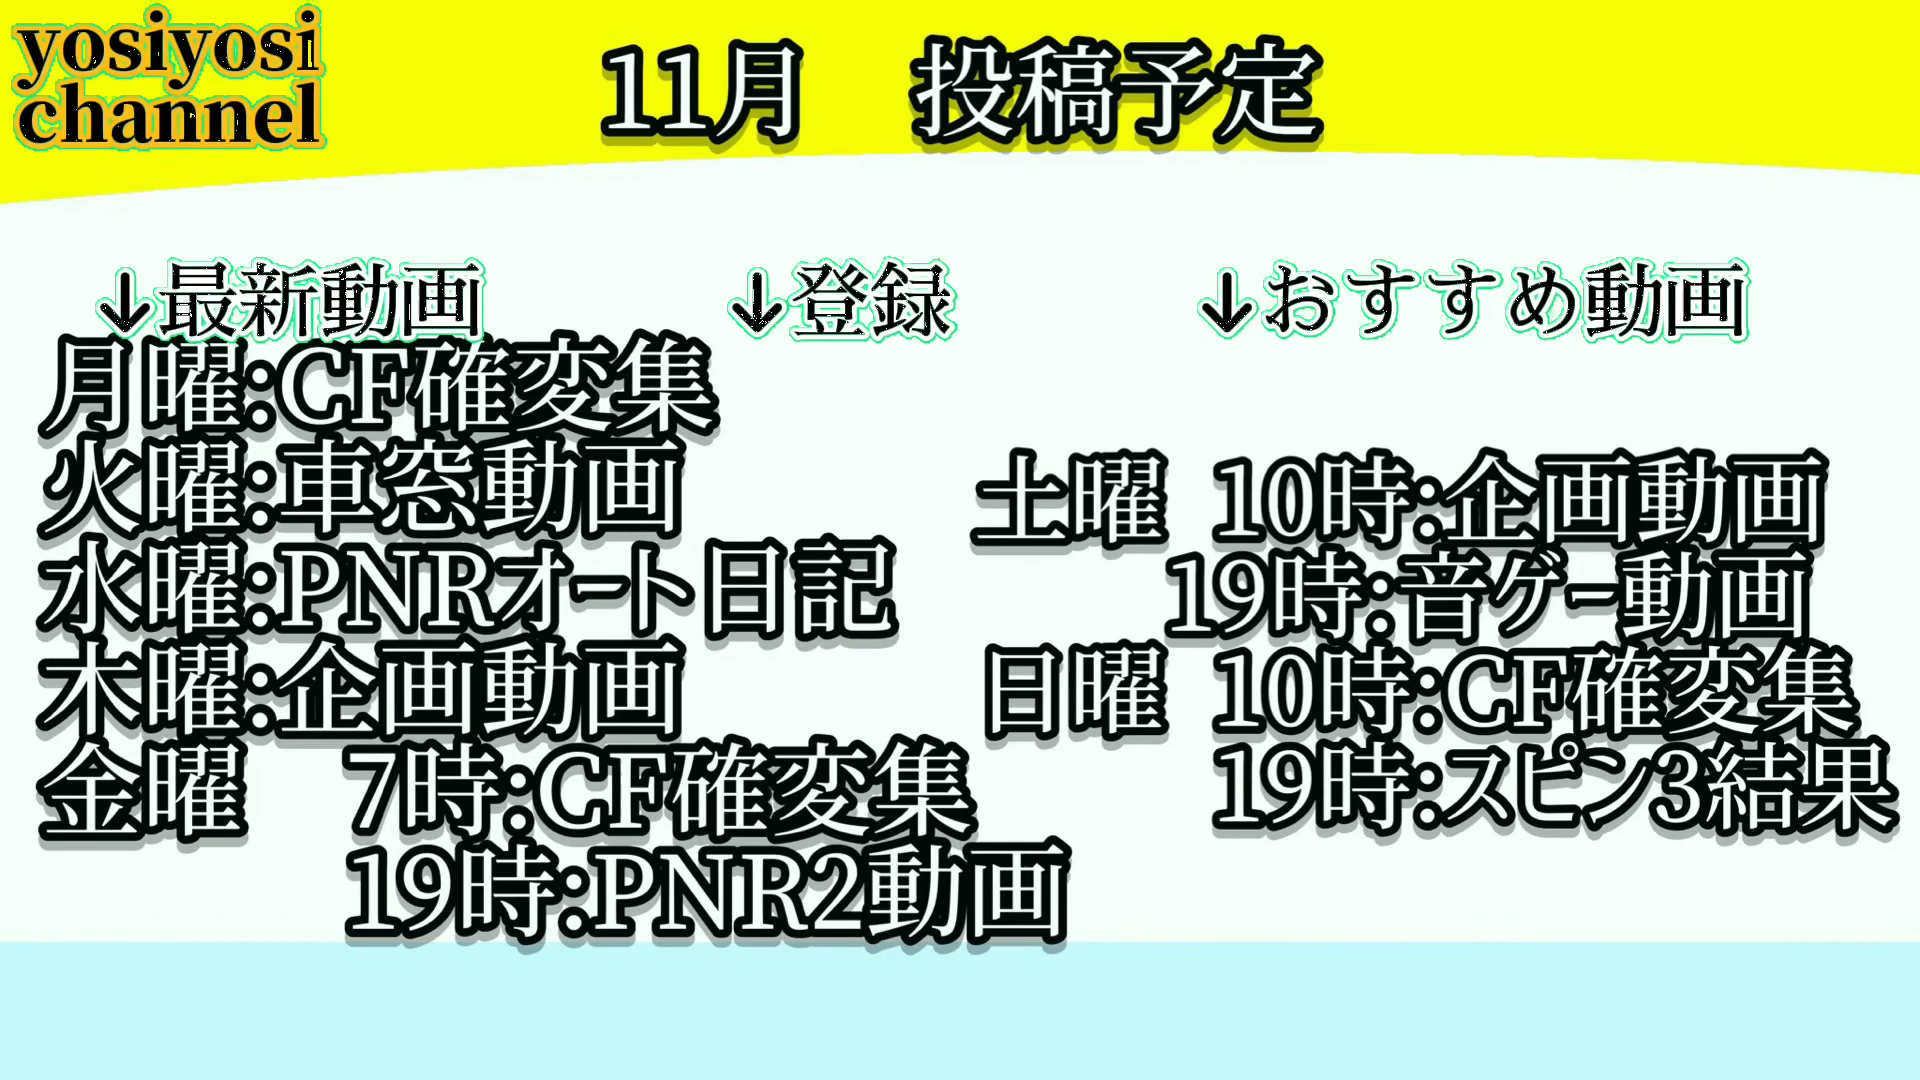 yosiyosi
channel
11月　投稿予定
↓最新動画
↓登録
↓おすすめ動画
月曜:CF確変集
火曜:車窓動画
水曜:PNRオート日記
木曜:企画動画
金曜　7時:CF確変集
19時:PNR2動画
土曜 10時:企画動画
19時:音ゲー動画
日曜 10時:CF確変集
19時:スピン3結果